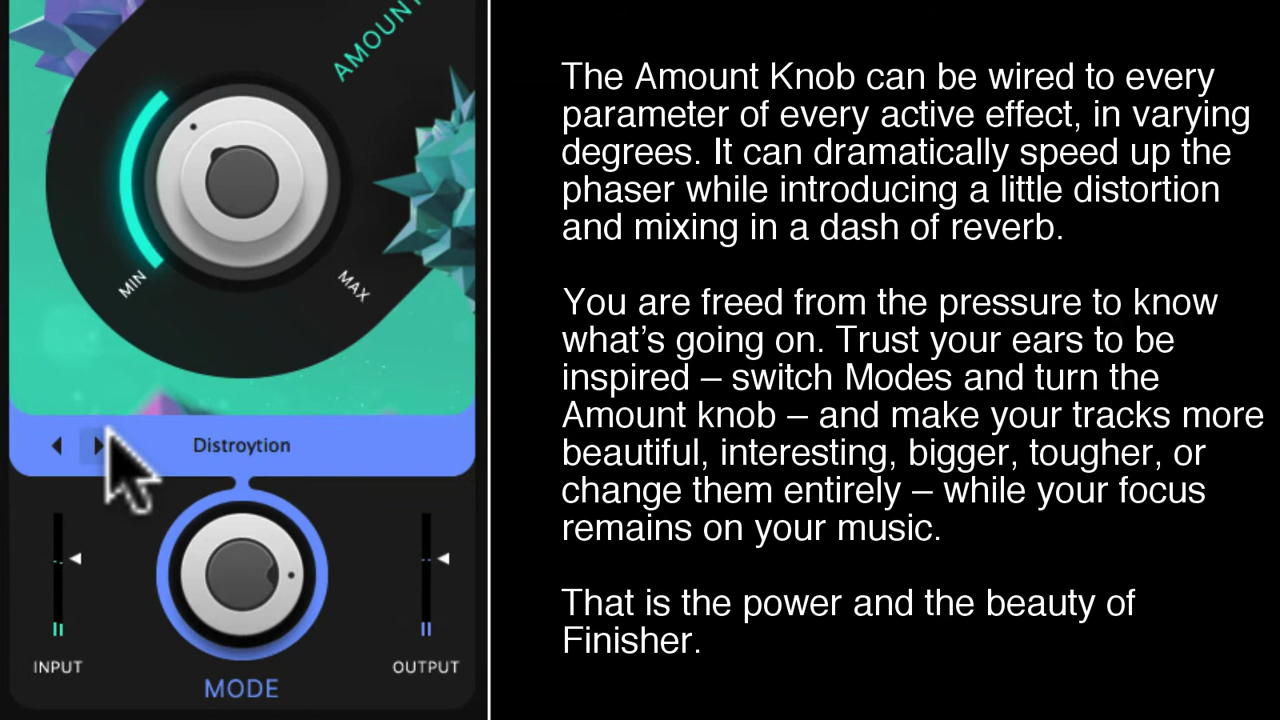 AMOUNT
MIN
MAX
Distroytion
INPUT
OUTPUT
MODE
The Amount Knob can be wired to every
parameter of every active effect, in varying
degrees. It can dramatically speed up the
phaser while introducing a little distortion
and mixing in a dash of reverb.
You are freed from the pressure to know
what’s going on. Trust your ears to be
inspired – switch Modes and turn the
Amount knob – and make your tracks more
beautiful, interesting, bigger, tougher, or
change them entirely – while your focus
remains on your music.
That is the power and the beauty of
Finisher.